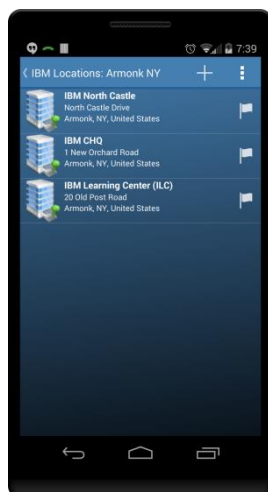 7:39
IBM Locations: Armonk NY
IBM North Castle
North Castle Drive
Armonk, NY, United States
IBM CHQ
1 New Orchard Road
Armonk, NY, United States
IBM Learning Center (ILC)
20 Old Post Road
Armonk, NY, United States